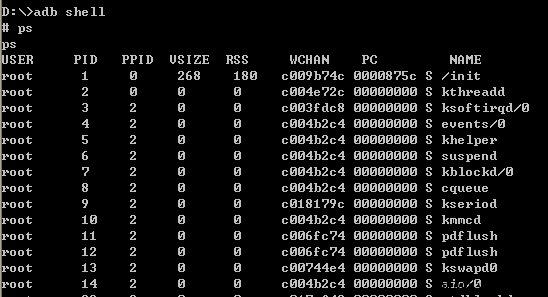 D:\>adb shell
# ps
ps
USER PID PPID VSIZE RSS WCHAN PC NAME
root 1 0 268 180 c009b74c 0000875c S /init
root 2 0 0 0 c004e72c 00000000 S kthreadd
root 3 2 0 0 c003fdc8 00000000 S ksoftirqd/0
root 4 2 0 0 c004b2c4 00000000 S events/0
root 5 2 0 0 c004b2c4 00000000 S khelper
root 6 2 0 0 c004b2c4 00000000 S suspend
root 7 2 0 0 c004b2c4 00000000 S kblockd/0
root 8 2 0 0 c004b2c4 00000000 S cqueue
root 9 2 0 0 c018179c 00000000 S kseriod
root 10 2 0 0 c004b2c4 00000000 S kmmcd
root 11 2 0 0 c006fc74 00000000 S pdflush
root 12 2 0 0 c006fc74 00000000 S pdflush
root 13 2 0 0 c00744e4 00000000 S kswapd0
root 14 2 0 0 c004b2c4 00000000 S aio/0